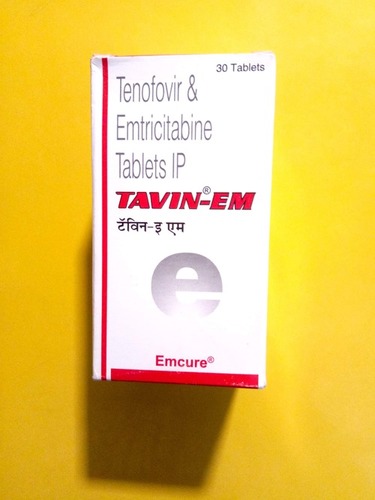 30 Tablets
Tenofovir &
Emtricitabine
Tablets IP
TAVIN®-EM
टॅविन-इ एम
e
Emcure®